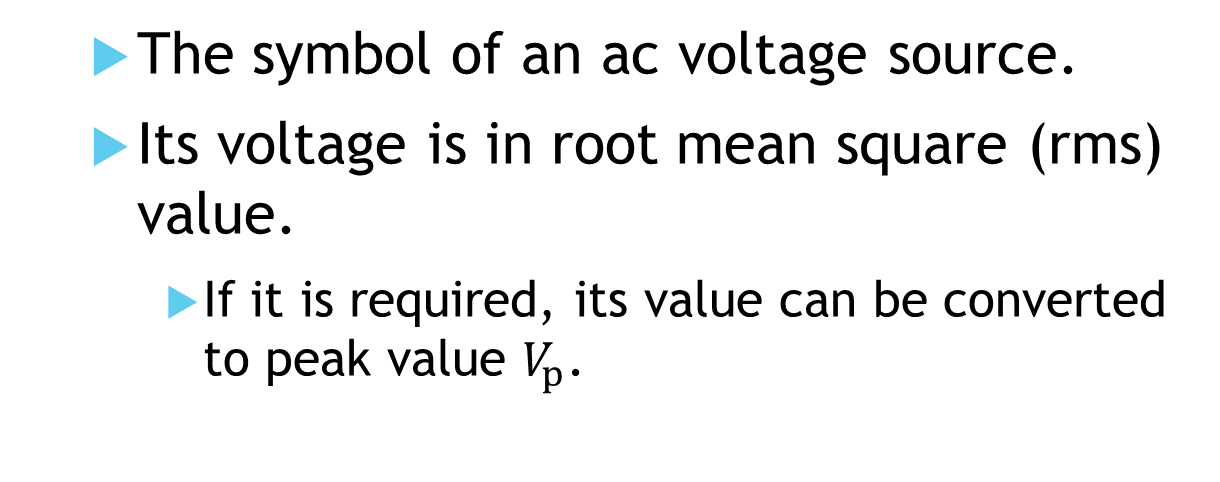 The symbol of an ac voltage source.
Its voltage is in root mean square (rms)
value.
If it is required, its value can be converted
to peak value Vp.